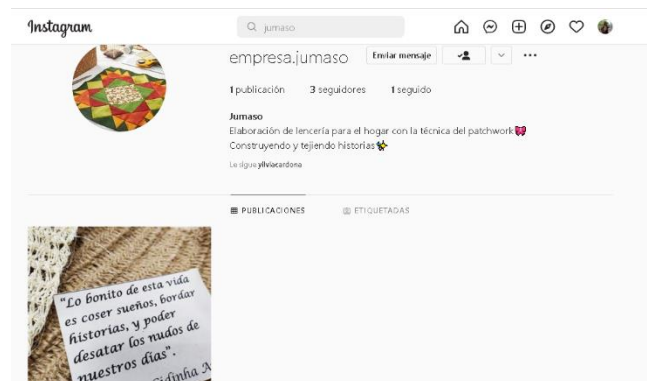 Instagram
jumaso
empresa.jumaso Enviar mensaje
1 publicación 3 seguidores 1 seguido
Jumaso
Elaboración de lencería para el hogar con la técnica del patchwork🎀
Construyendo y tejiendo historias✨
La sigue yilviacardona
PUBLICACIONES ETIQUETADAS
"Lo bonito de esta vida
es coser sueños, bordar
historias, y poder
desatar los nudos de
nuestros días".
Cidinha A